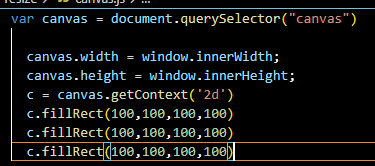 var canvas = document.querySelector("canvas")
canvas.width = window.innerWidth;
canvas.height = window.innerHeight;
c = canvas.getContext('2d')
c.fillRect(100,100,100,100)
c.fillRect(100,100,100,100)
c.fillRect(100,100,100,100)